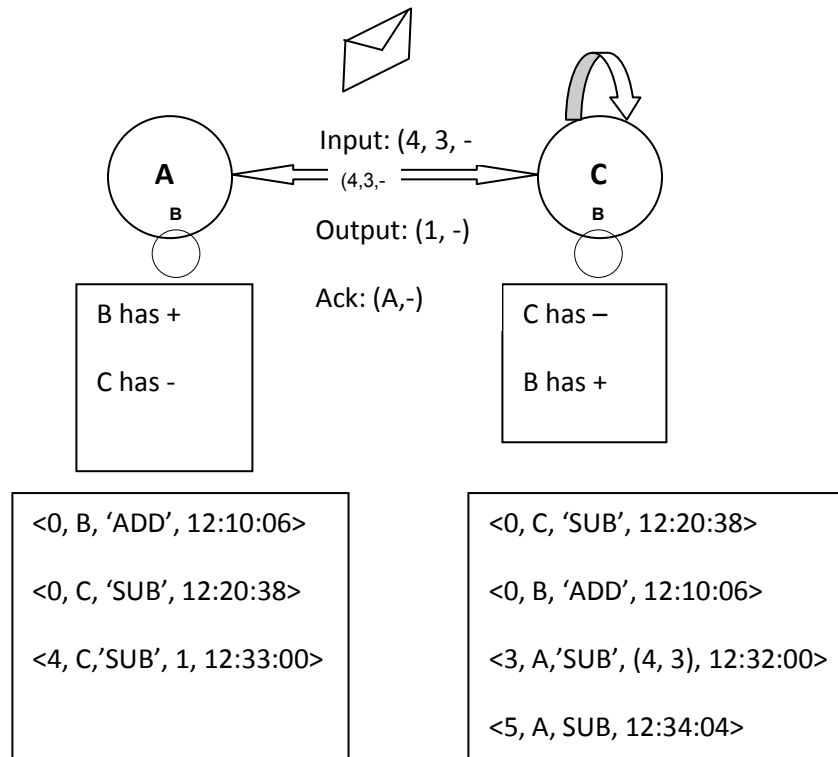 Input: (4, 3, -
A
C
(4,3,-
B
B
Output: (1, -)
Ack: (A,-)
B has +
C has -
C has –
B has +
<0, B, ‘ADD’, 12:10:06>
<0, C, ‘SUB’, 12:20:38>
<4, C,’SUB’, 1, 12:33:00>
<0, C, ‘SUB’, 12:20:38>
<0, B, ‘ADD’, 12:10:06>
<3, A,’SUB’, (4, 3), 12:32:00>
<5, A, SUB, 12:34:04>